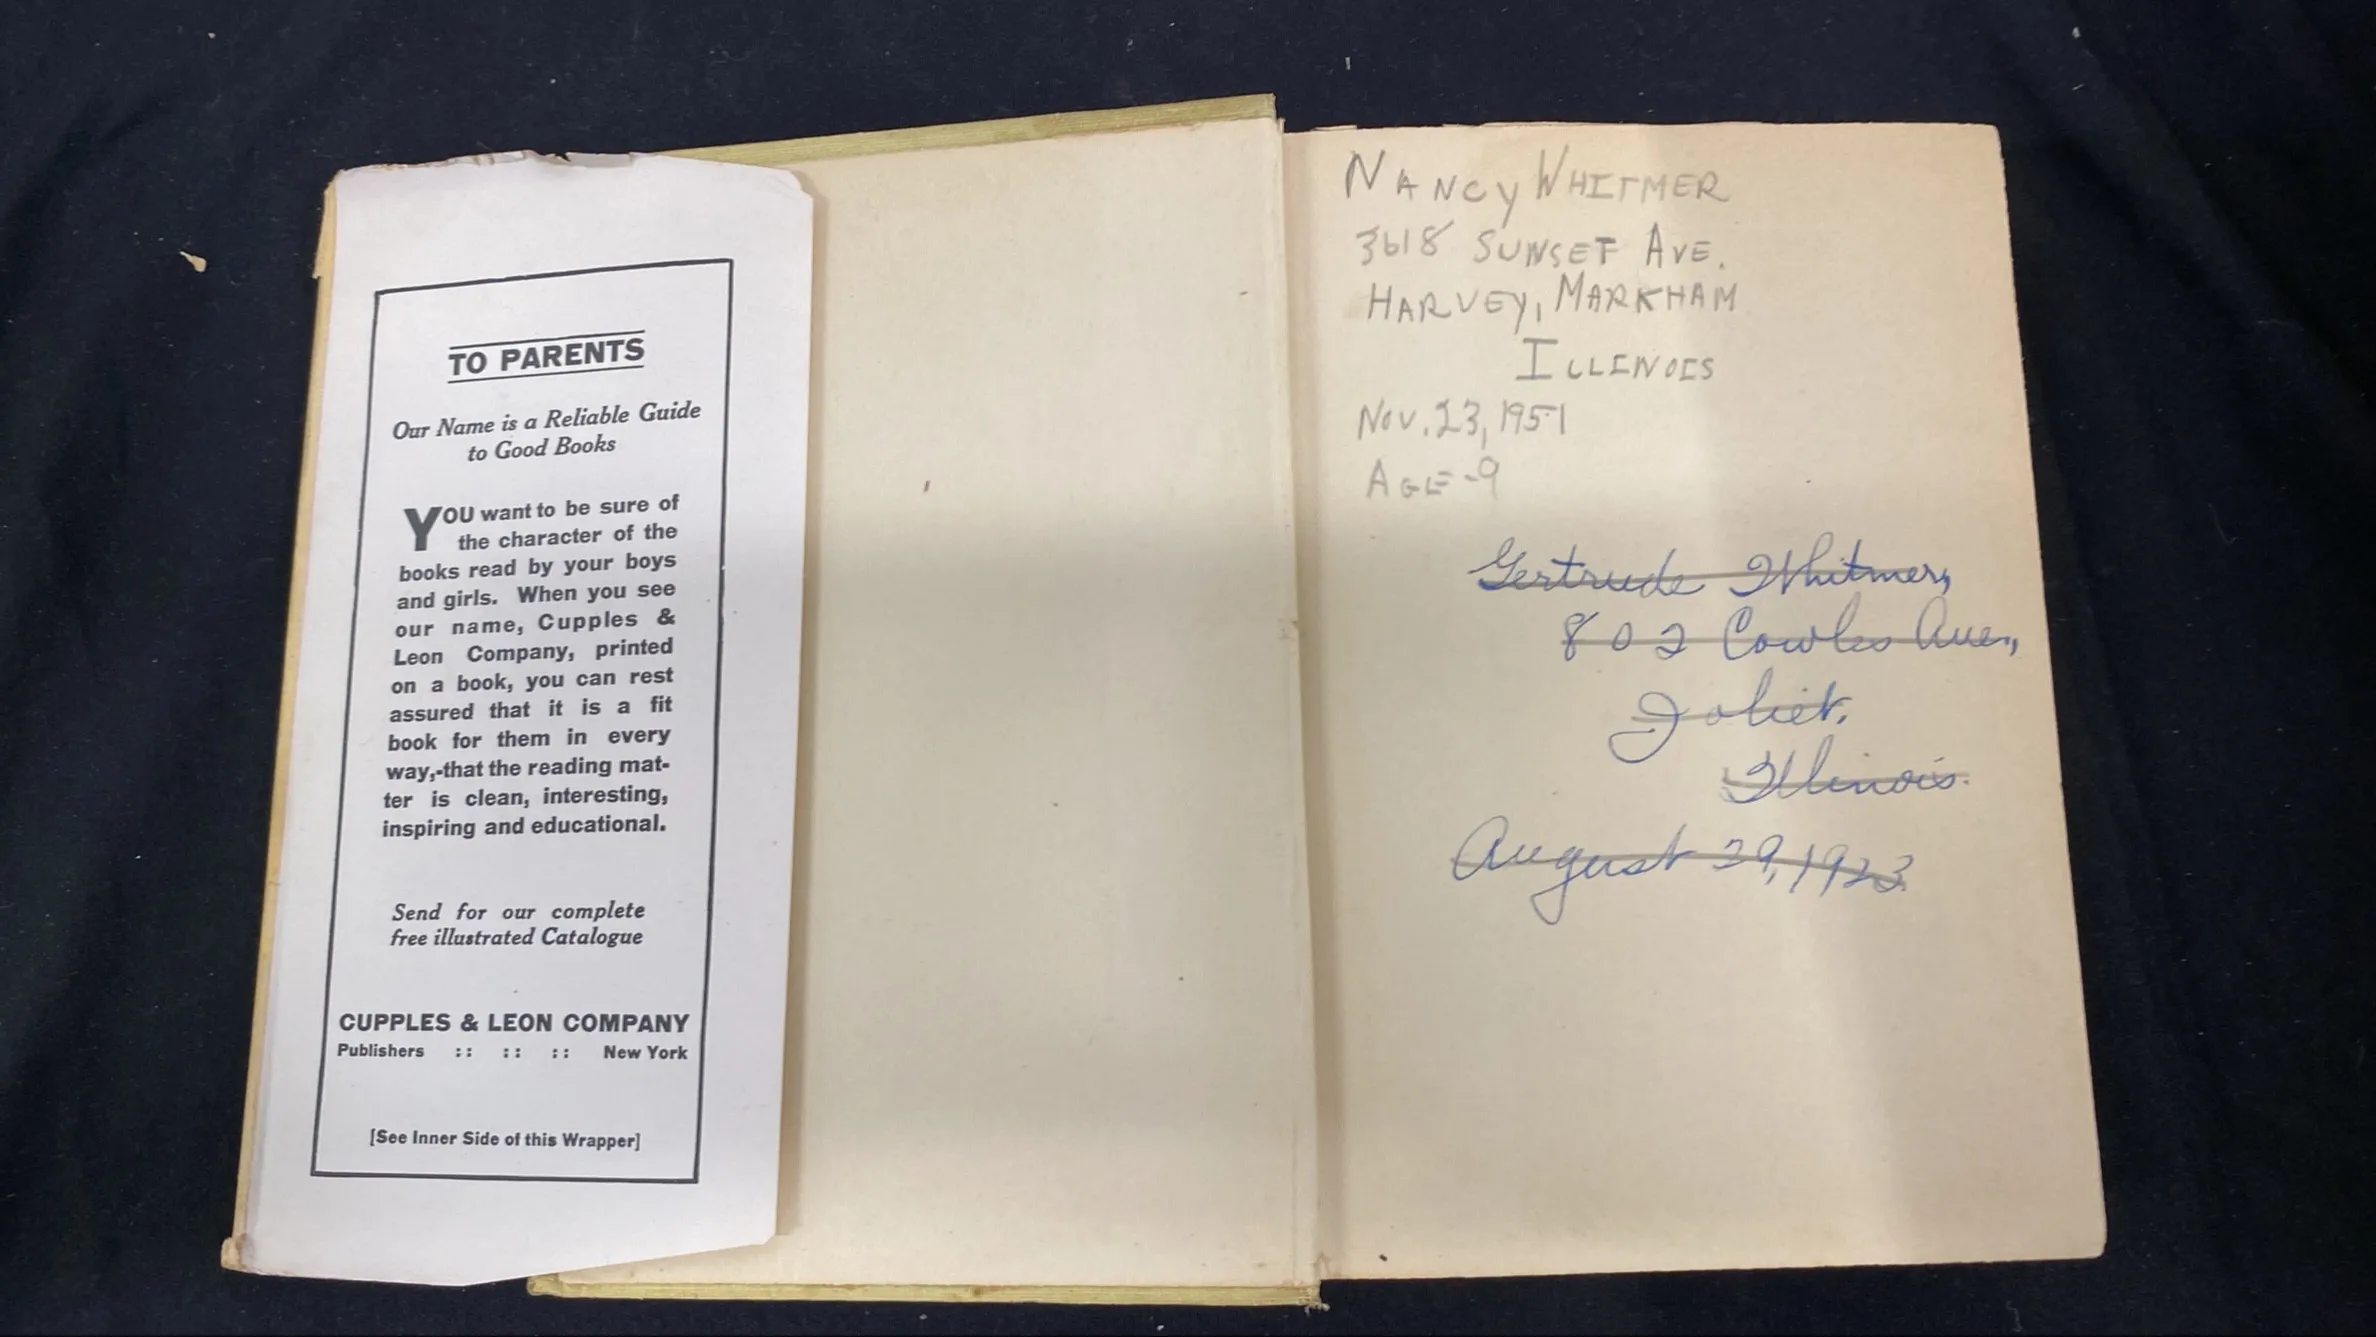 TO PARENTS
Our Name is a Reliable Guide
to Good Books
YOU want to be sure of
the character of the
books read by your boys
and girls. When you see
our name, Cupples &
Leon Company, printed
on a book, you can rest
assured that it is a fit
book for them in every
way,-that the reading mat-
ter is clean, interesting,
inspiring and educational.
Send for our complete
free illustrated Catalogue
CUPPLES & LEON COMPANY
Publishers :: :: :: New York
[See Inner Side of this Wrapper]
NANCY WHITMER
3618 SUNSET AVE.
HARVEY, MARKHAM
ILLINOIS
NOV. 23, 1951
AGE-9
Gertrude Whitmer,
802 Cowles Ave.,
Joliet,
Illinois.
August 29, 1923